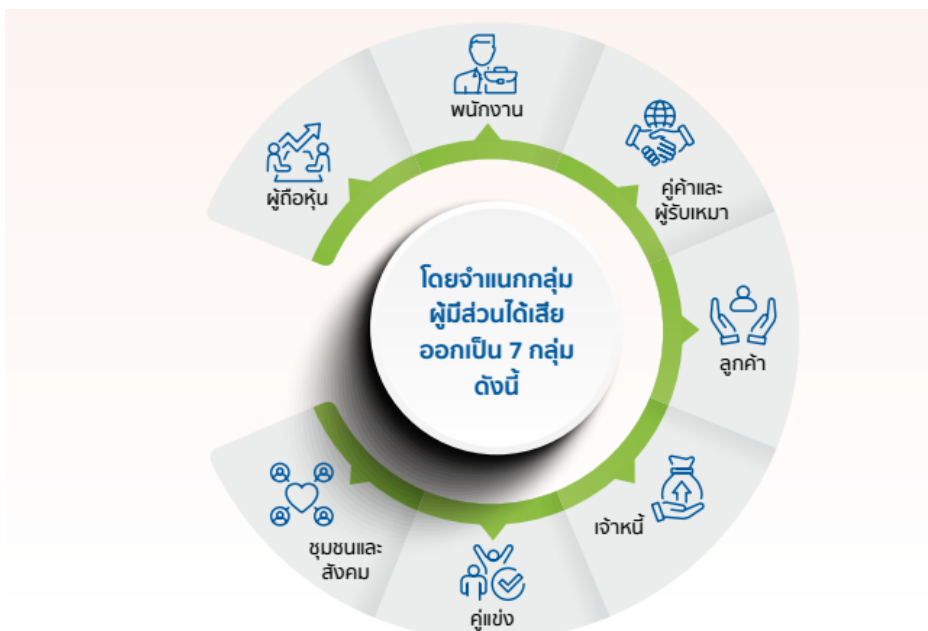 โดยจำแนกกลุ่ม
ผู้มีส่วนได้เสีย
ออกเป็น 7 กลุ่ม
ดังนี้
ผู้ถือหุ้น
พนักงาน
คู่ค้าและ
ผู้รับเหมา
ลูกค้า
เจ้าหนี้
คู่แข่ง
ชุมชนและ
สังคม